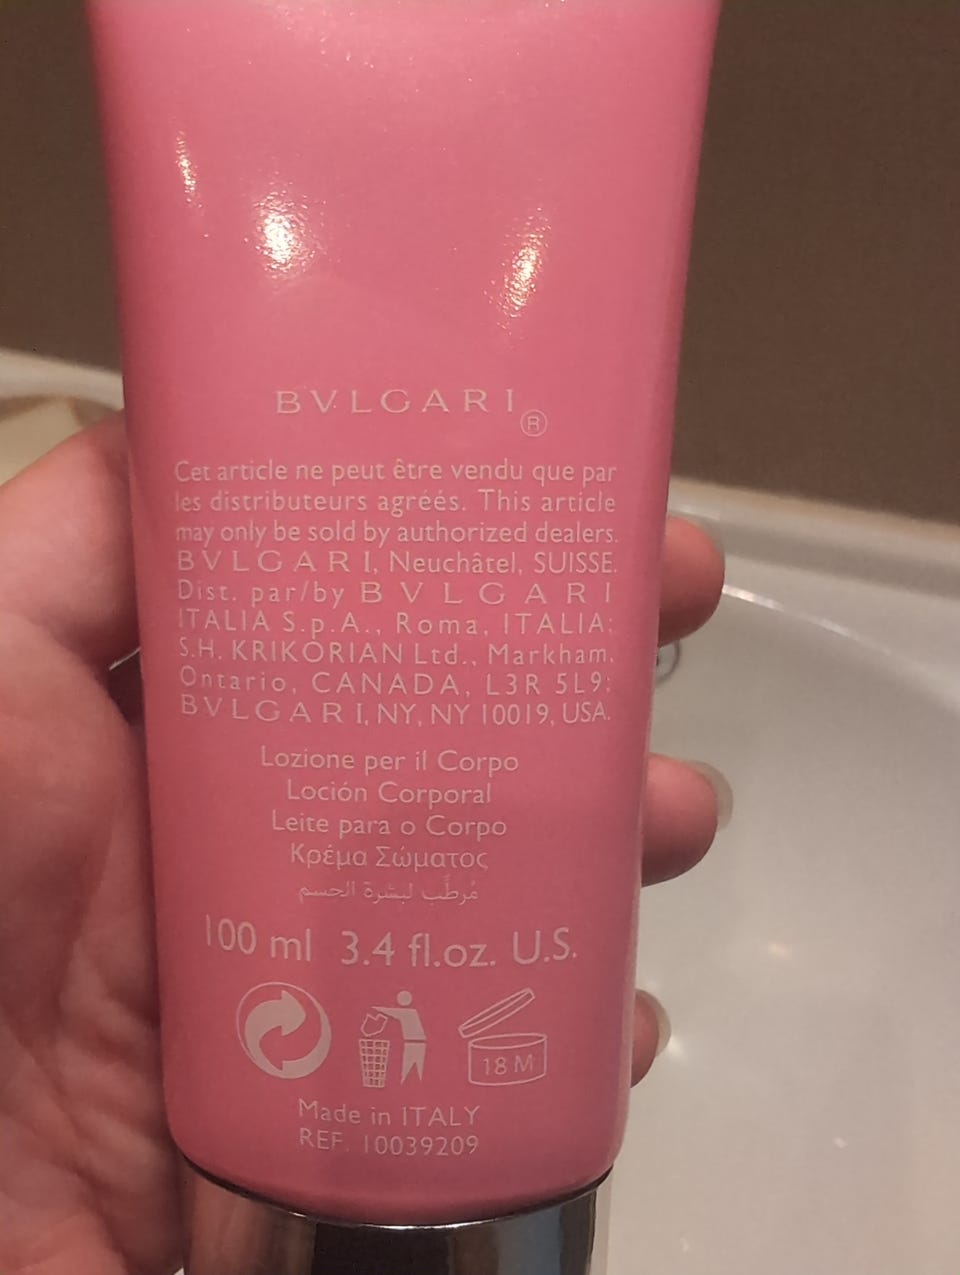 BVLGARI ®
Cet article ne peut être vendu que par
les distributeurs agréés. This article
may only be sold by authorized dealers.
BVLGARI, Neuchâtel, SUISSE.
Dist. par/by BVLGARI
ITALIA S.p.A., Roma, ITALIA;
S.H. KRIKORIAN Ltd., Markham,
Ontario, CANADA, L3R 5L9;
BVLGARI, NY, NY 10019, USA.
Lozione per il Corpo
Loción Corporal
Leite para o Corpo
Κρέμα Σώματος
مُرطِّب لبشرة الجسم
100 ml 3.4 fl.oz. U.S.
18 M
Made in ITALY
REF. 10039209